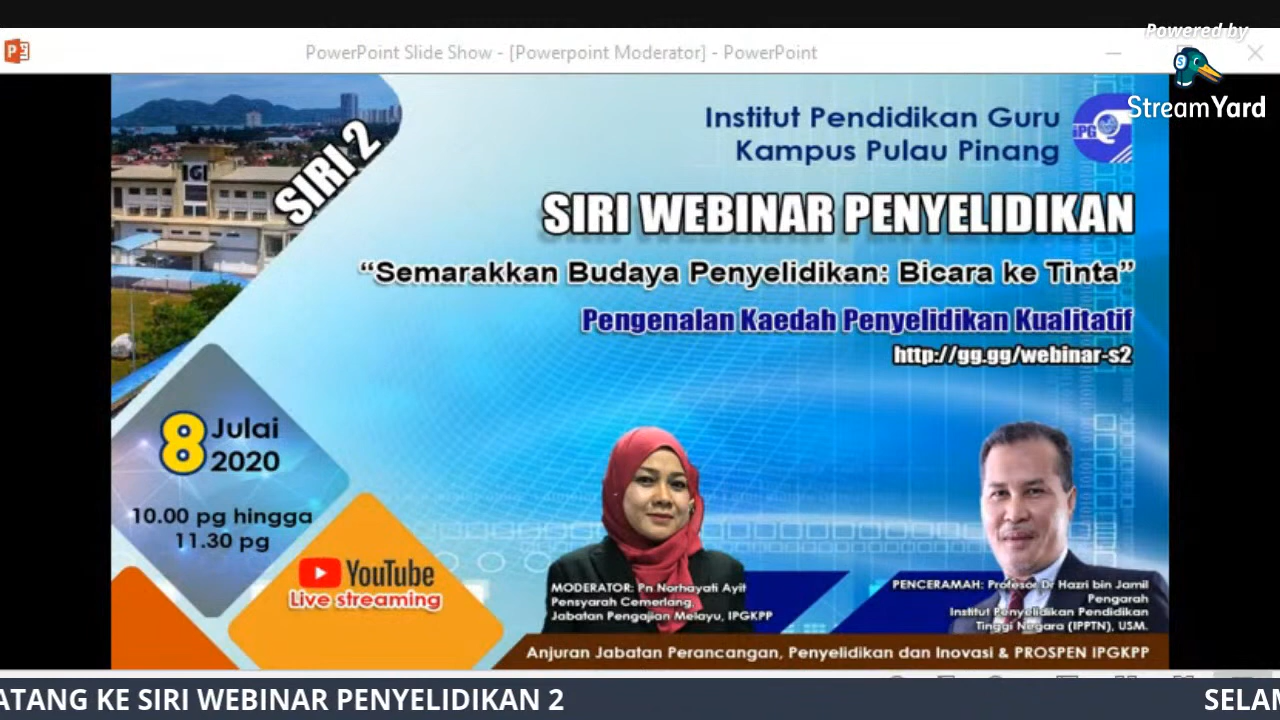 Powered by
StreamYard
PowerPoint Slide Show - [Powerpoint Moderator] - PowerPoint
IGI
SIRI 2
Institut Pendidikan Guru
Kampus Pulau Pinang
iPG
SIRI WEBINAR PENYELIDIKAN
“Semarakkan Budaya Penyelidikan: Bicara ke Tinta”
Pengenalan Kaedah Penyelidikan Kualitatif
http://gg.gg/webinar-s2
8 Julai
2020
10.00 pg hingga
11.30 pg
YouTube
Live streaming
MODERATOR: Pn Norhayati Ayit
Pensyarah Cemerlang,
Jabatan Pengajian Melayu, IPGKPP
PENCERAMAH: Profesor Dr Hazri bin Jamil
Pengarah
Institut Penyelidikan Pendidikan
Tinggi Negara (IPPTN), USM.
Anjuran Jabatan Perancangan, Penyelidikan dan Inovasi & PROSPEN IPGKPP
ATANG KE SIRI WEBINAR PENYELIDIKAN 2
SELAM